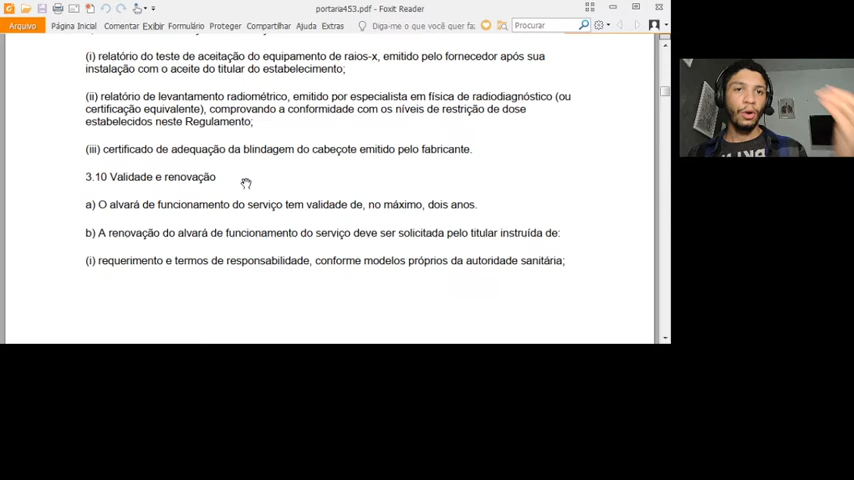 portaria453.pdf - Foxit Reader
Arquivo Página Inicial Comentar Exibir Formulário Proteger Compartilhar Ajuda Extras Diga-me o que você quer fa: Procurar
(i) relatório do teste de aceitação do equipamento de raios-x, emitido pelo fornecedor após sua
instalação com o aceite do titular do estabelecimento;
(ii) relatório de levantamento radiométrico, emitido por especialista em física de radiodiagnóstico (ou
certificação equivalente), comprovando a conformidade com os níveis de restrição de dose
estabelecidos neste Regulamento;
(iii) certificado de adequação da blindagem do cabeçote emitido pelo fabricante.
3.10 Validade e renovação
a) O alvará de funcionamento do serviço tem validade de, no máximo, dois anos.
b) A renovação do alvará de funcionamento do serviço deve ser solicitada pelo titular instruída de:
(i) requerimento e termos de responsabilidade, conforme modelos próprios da autoridade sanitária;